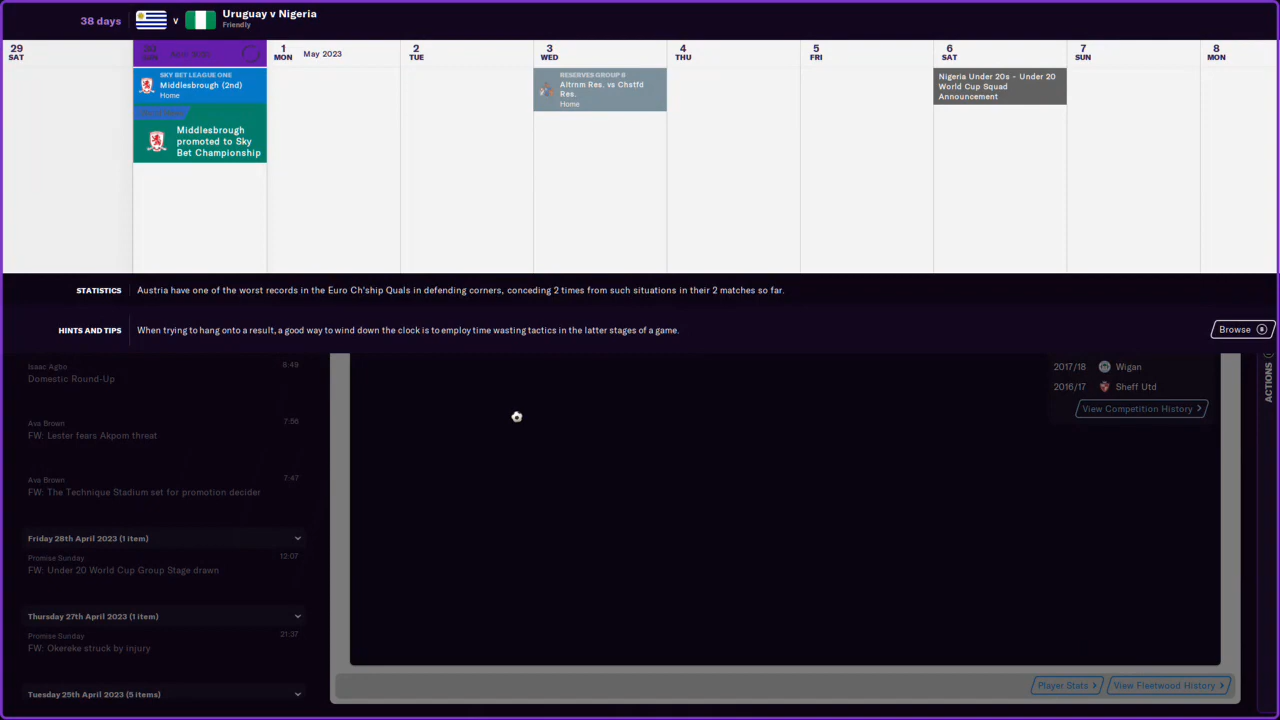 38 days
v
Uruguay v Nigeria
Friendly
29
SAT
30
SUN
1
MON
May 2023
2
TUE
3
WED
4
THU
5
FRI
6
SAT
7
SUN
8
MON
SKY BET LEAGUE ONE
Middlesbrough (2nd)
Home
Middlesbrough
promoted to Sky
Bet Championship
RESERVES GROUP B
Altrnm Res. vs Chstfd
Res.
Home
Nigeria Under 20s - Under 20
World Cup Squad
Announcement
STATISTICS
Austria have one of the worst records in the Euro Ch'ship Quals in defending corners, conceding 2 times from such situations in their 2 matches so far.
HINTS AND TIPS
When trying to hang onto a result, a good way to wind down the clock is to employ time wasting tactics in the latter stages of a game.
Browse
Isaac Agbo
8:49
Domestic Round-Up
Ava Brown
7:56
FW: Lester fears Akpom threat
Ava Brown
7:47
FW: The Technique Stadium set for promotion decider
Friday 28th April 2023 (1 item)
Promise Sunday
12:07
FW: Under 20 World Cup Group Stage drawn
Thursday 27th April 2023 (1 item)
Promise Sunday
21:37
FW: Okereke struck by injury
Tuesday 25th April 2023 (5 items)
2017/18
Wigan
2016/17
Sheff Utd
View Competition History
ACTIONS
Player Stats
View Fleetwood History